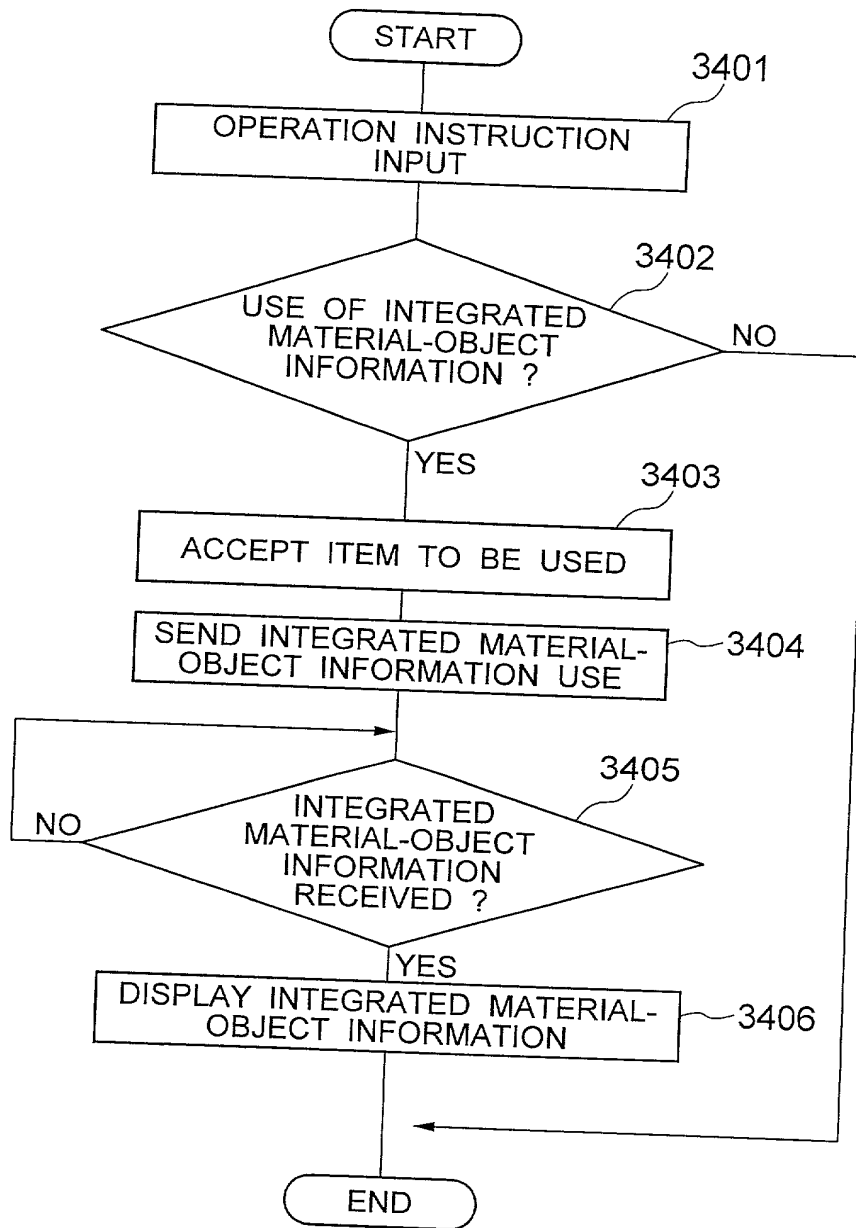 START
3401
OPERATION INSTRUCTION
INPUT
3402
USE OF INTEGRATED
MATERIAL-OBJECT
INFORMATION ?
NO
YES
3403
ACCEPT ITEM TO BE USED
SEND INTEGRATED MATERIAL-
OBJECT INFORMATION USE
3404
3405
INTEGRATED
MATERIAL-OBJECT
INFORMATION
RECEIVED ?
NO
YES
DISPLAY INTEGRATED MATERIAL-
OBJECT INFORMATION
3406
END